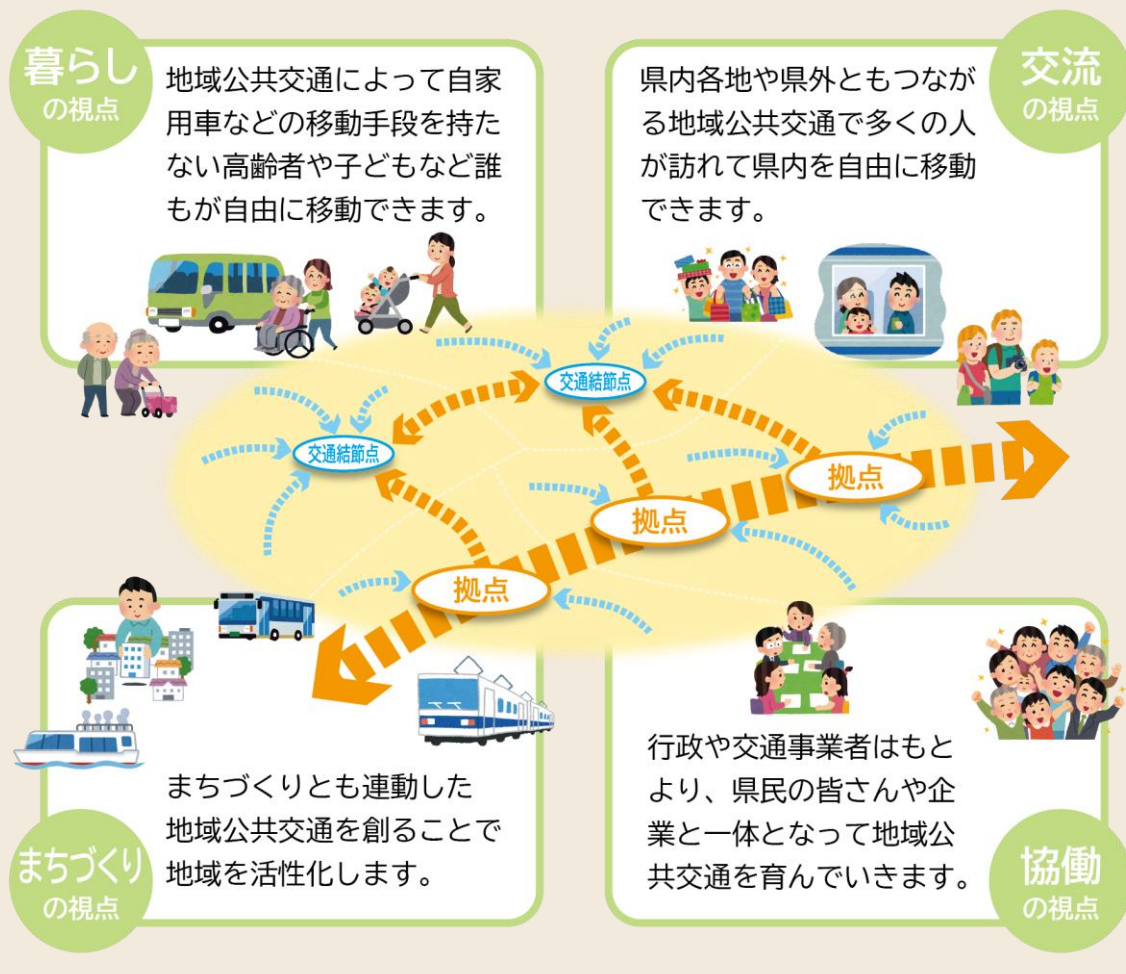 暮らし
の視点
地域公共交通によって自家
用車などの移動手段を持た
ない高齢者や子どもなど誰
もが自由に移動できます。
交流
の視点
県内各地や県外ともつなが
る地域公共交通で多くの人
が訪れて県内を自由に移動
できます。
交通結節点
交通結節点
拠点
拠点
拠点
まちづくり
の視点
まちづくりとも連動した
地域公共交通を創ることで
地域を活性化します。
協働
の視点
行政や交通事業者はもと
より、県民の皆さんや企
業と一体となって地域公
共交通を育んでいきます。